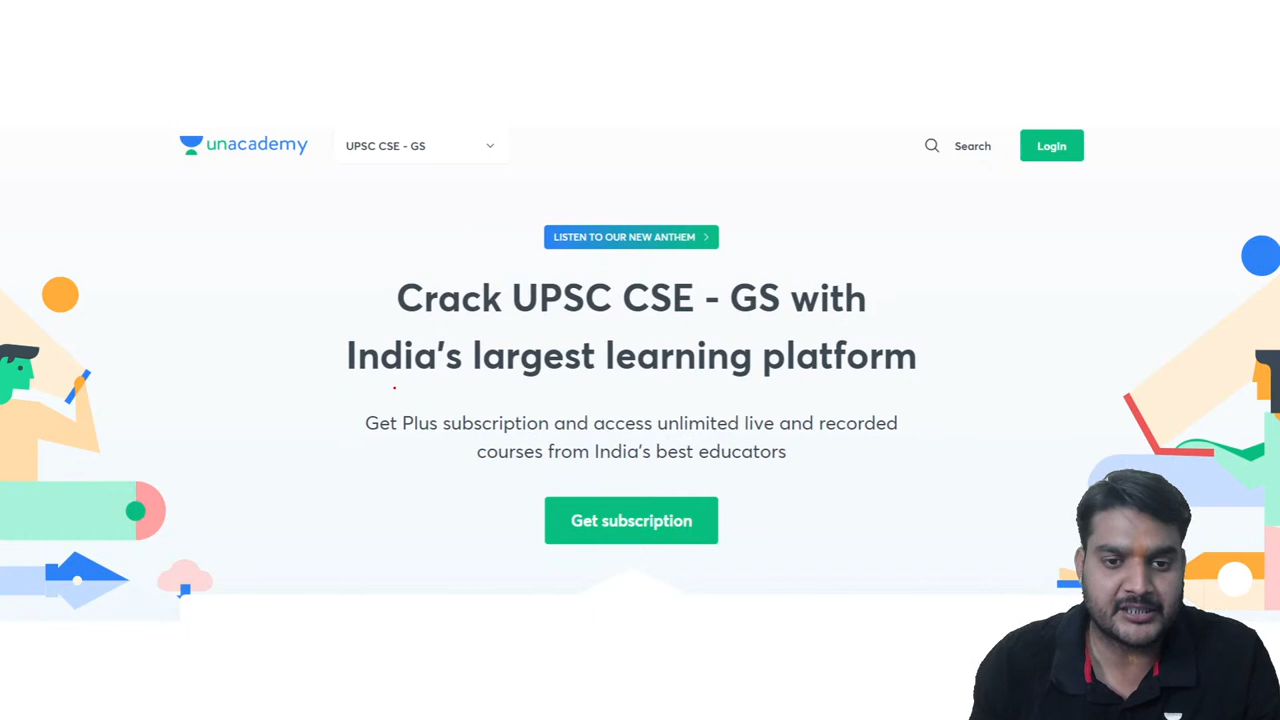 unacademy
UPSC CSE - GS
Search
Login
LISTEN TO OUR NEW ANTHEM
Crack UPSC CSE - GS with
India's largest learning platform
Get Plus subscription and access unlimited live and recorded
courses from India's best educators
Get subscription